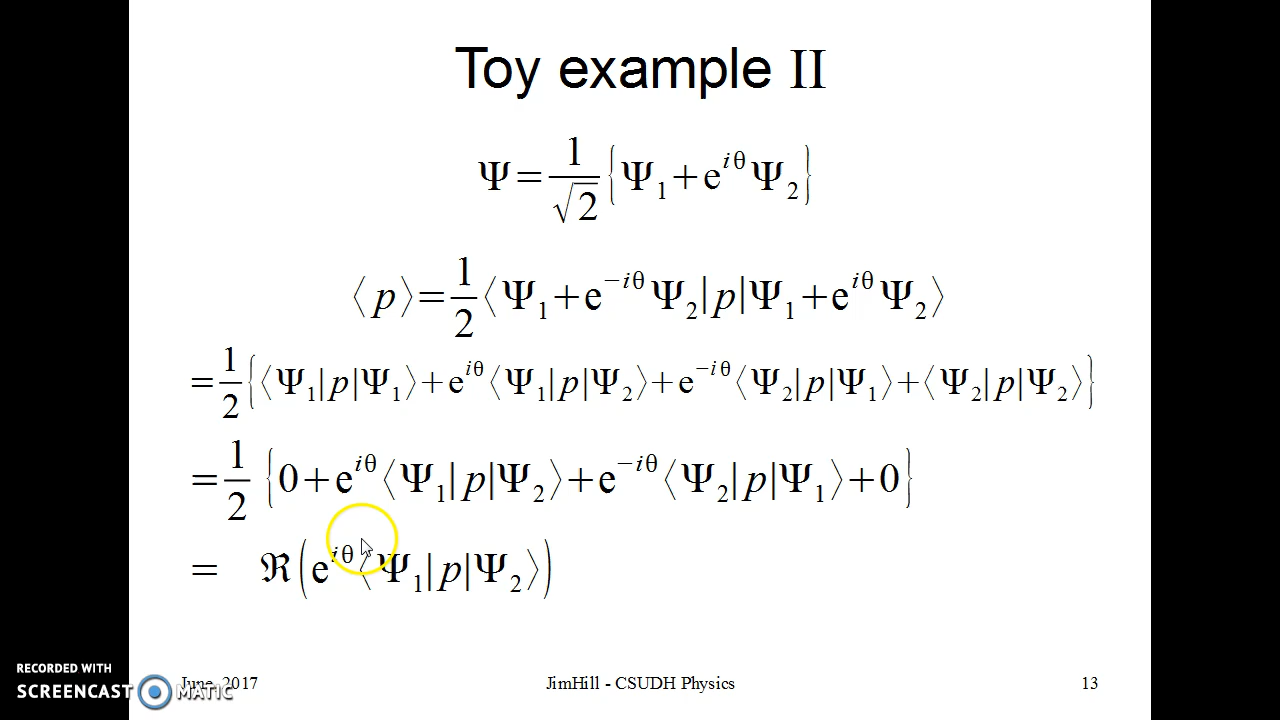 Toy example II
Ψ=1/√2{Ψ₁+e^{iθ}Ψ₂}
⟨p⟩=1/2⟨Ψ₁+e^{−iθ}Ψ₂|p|Ψ₁+e^{iθ}Ψ₂⟩
=1/2{⟨Ψ₁|p|Ψ₁⟩+e^{iθ}⟨Ψ₁|p|Ψ₂⟩+e^{−iθ}⟨Ψ₂|p|Ψ₁⟩+⟨Ψ₂|p|Ψ₂⟩}
=1/2{0+e^{iθ}⟨Ψ₁|p|Ψ₂⟩+e^{−iθ}⟨Ψ₂|p|Ψ₁⟩+0}
= ℜ(e^{iθ}⟨Ψ₁|p|Ψ₂⟩)
RECORDED WITH
SCREENCAST MATIC
June, 2017
JimHill - CSUDH Physics
13